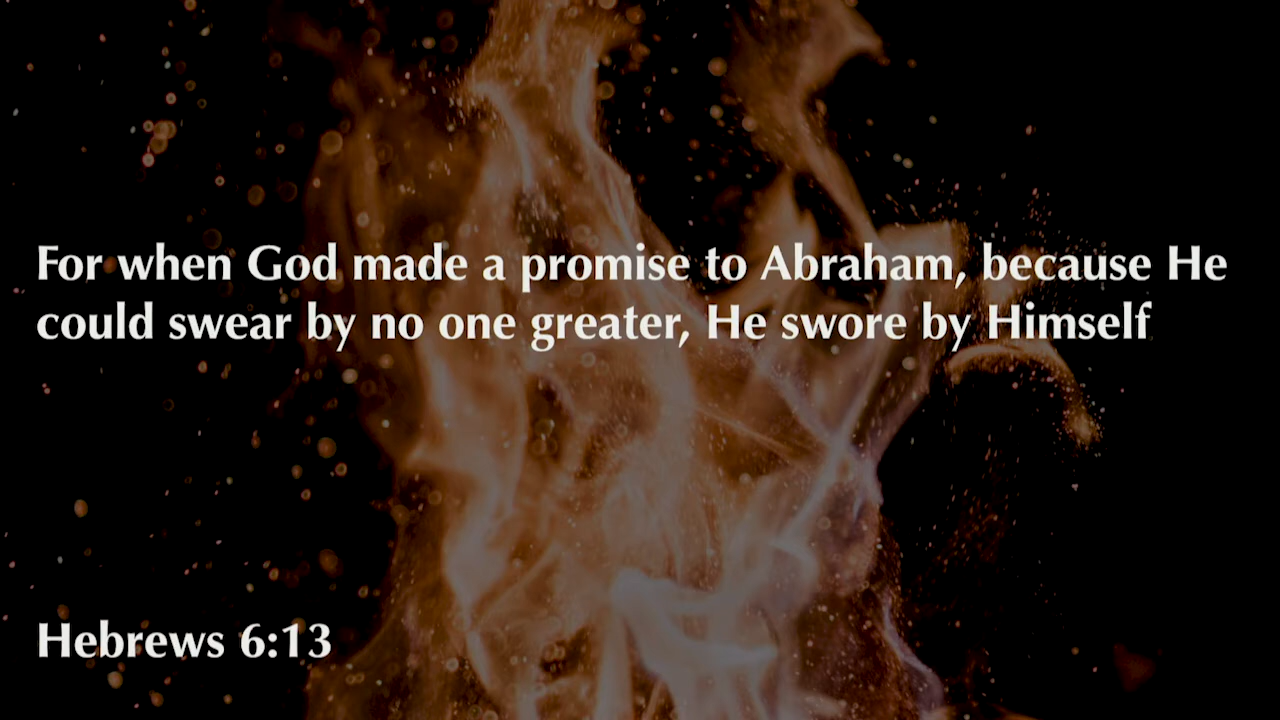 For when God made a promise to Abraham, because He
could swear by no one greater, He swore by Himself
Hebrews 6:13